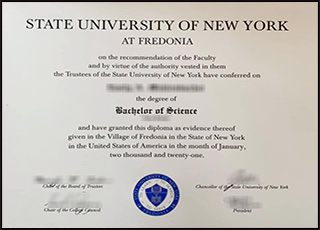 STATE UNIVERSITY OF NEW YORK
AT FREDONIA
on the recommendation of the Faculty
and by virtue of the authority vested in them
the Trustees of the State University of New York have conferred on
the degree of
Bachelor of Science
and have granted this diploma as evidence thereof
given in the Village of Fredonia in the State of New York
in the United States of America in the month of January,
two thousand and twenty-one.
Chair of the Board of Trustees
Chancellor of the State University of New York
Chair of the College Council
President